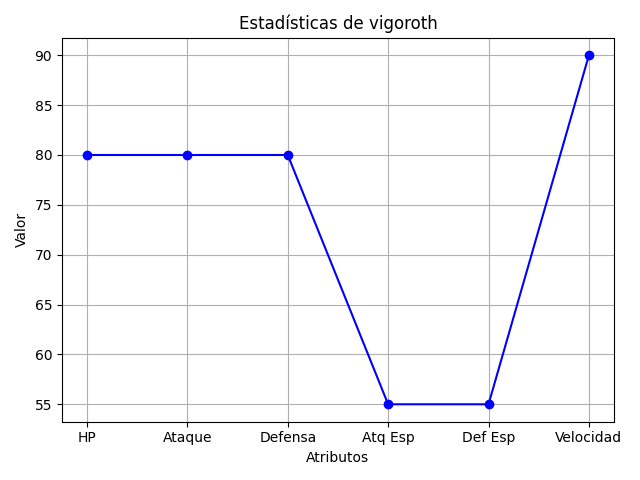 Estadísticas de vigoroth
Valor
90
85
80
75
70
65
60
55
HP Ataque Defensa Atq Esp Def Esp Velocidad
Atributos